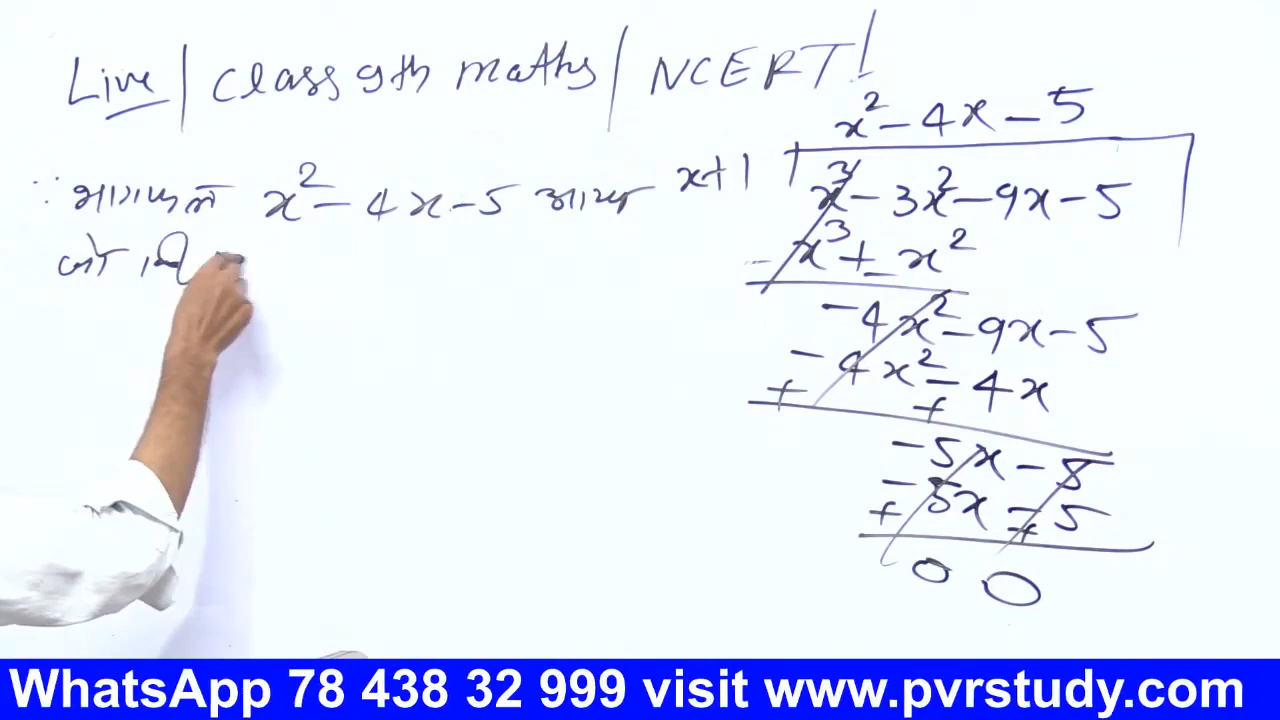 Live / Class 9th maths / NCERT!
∵ भागफल x² - 4x - 5 आया
x² - 4x - 5
x+1 x³ - 3x² - 9x - 5
- x³ + - x²
- 4x² - 9x - 5
- 4x² - 4x
+ +
- 5x - 5
- 5x - 5
+ +
0 0
WhatsApp 78 438 32 999 visit www.pvrstudy.com